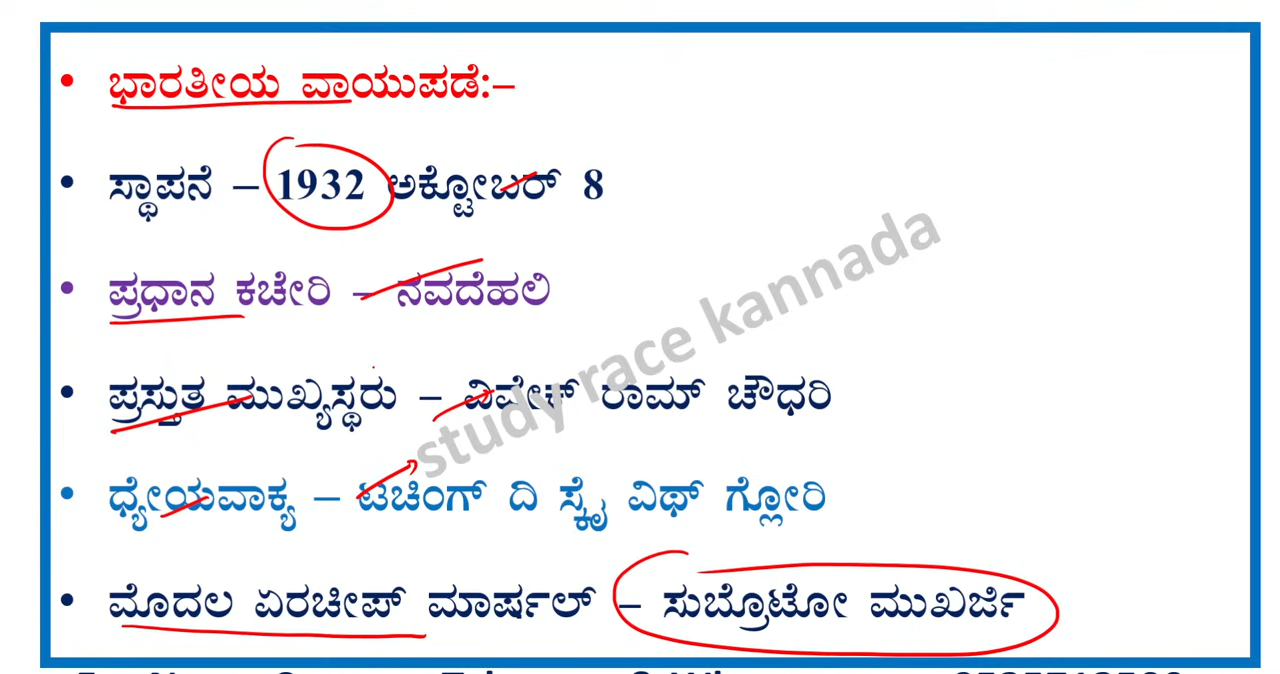 ಭಾರತೀಯ ವಾಯುಪಡೆ:–
ಸ್ಥಾಪನೆ – 1932 ಅಕ್ಟೋಬರ್ 8
ಪ್ರಧಾನ ಕಚೇರಿ – ನವದೆಹಲಿ
ಪ್ರಸ್ತುತ ಮುಖ್ಯಸ್ಥರು – ವಿವೇಕ್ ರಾಮ್ ಚೌಧರಿ
ಧ್ಯೇಯವಾಕ್ಯ – ಟಚಿಂಗ್ ದಿ ಸ್ಕೈ ವಿಥ್ ಗ್ಲೋರಿ
ಮೊದಲ ಏರಚೀಪ್ ಮಾರ್ಷಲ್ – ಸುಬ್ರೊಟೋ ಮುಖರ್ಜಿ
study race kannada